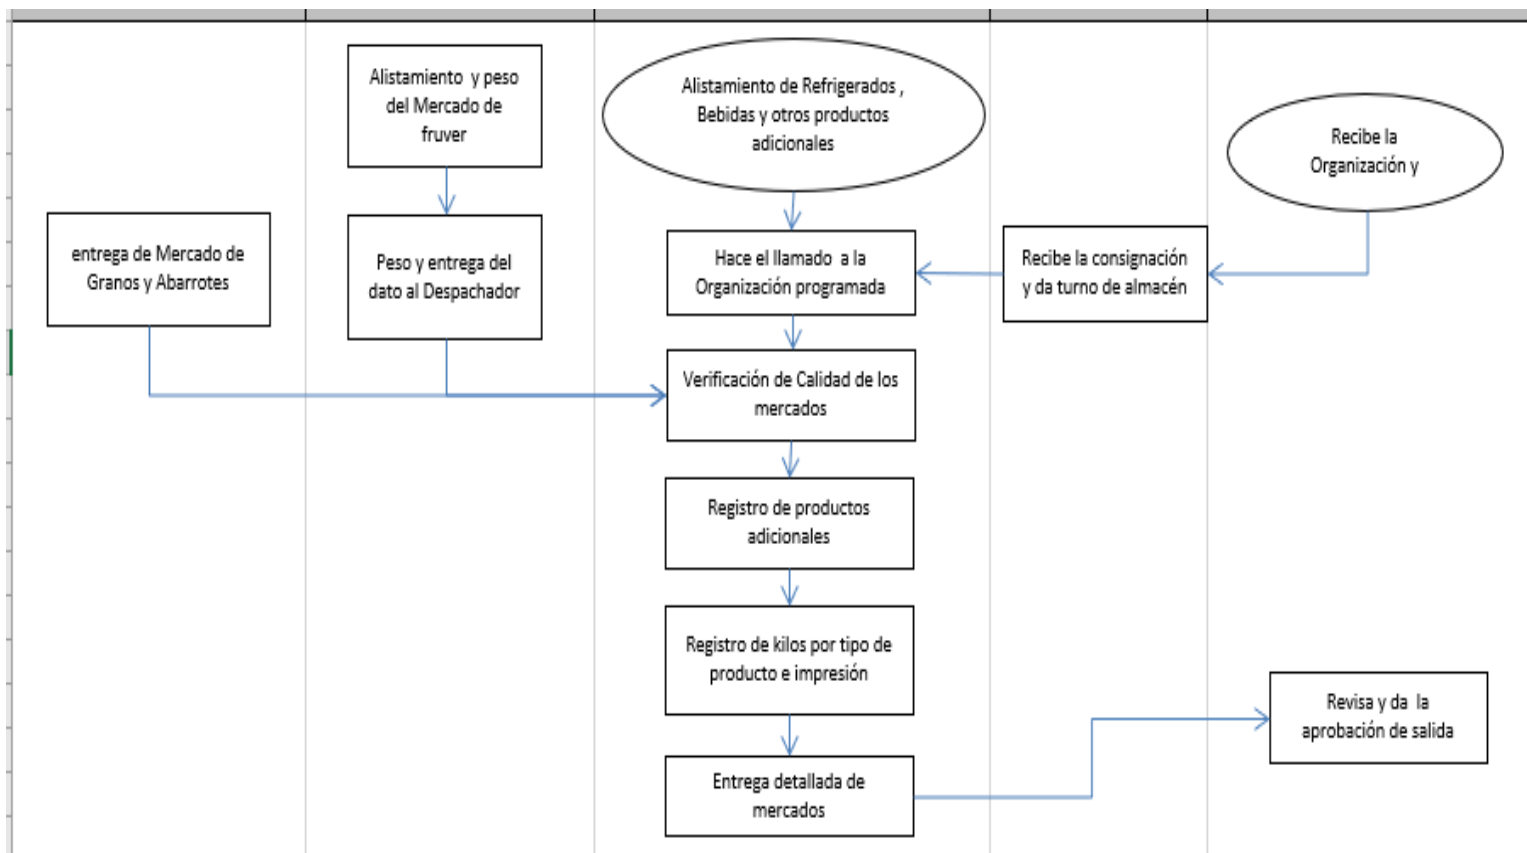 Alistamiento y peso
del Mercado de
fruver
Alistamiento de Refrigerados ,
Bebidas y otros productos
adicionales
Recibe la
Organización y
entrega de Mercado de
Granos y Abarrotes
Peso y entrega del
dato al Despachador
Hace el llamado a la
Organización programada
Recibe la consignación
y da turno de almacén
Verificación de Calidad de los
mercados
Registro de productos
adicionales
Registro de kilos por tipo de
producto e impresión
Revisa y da la
aprobación de salida
Entrega detallada de
mercados